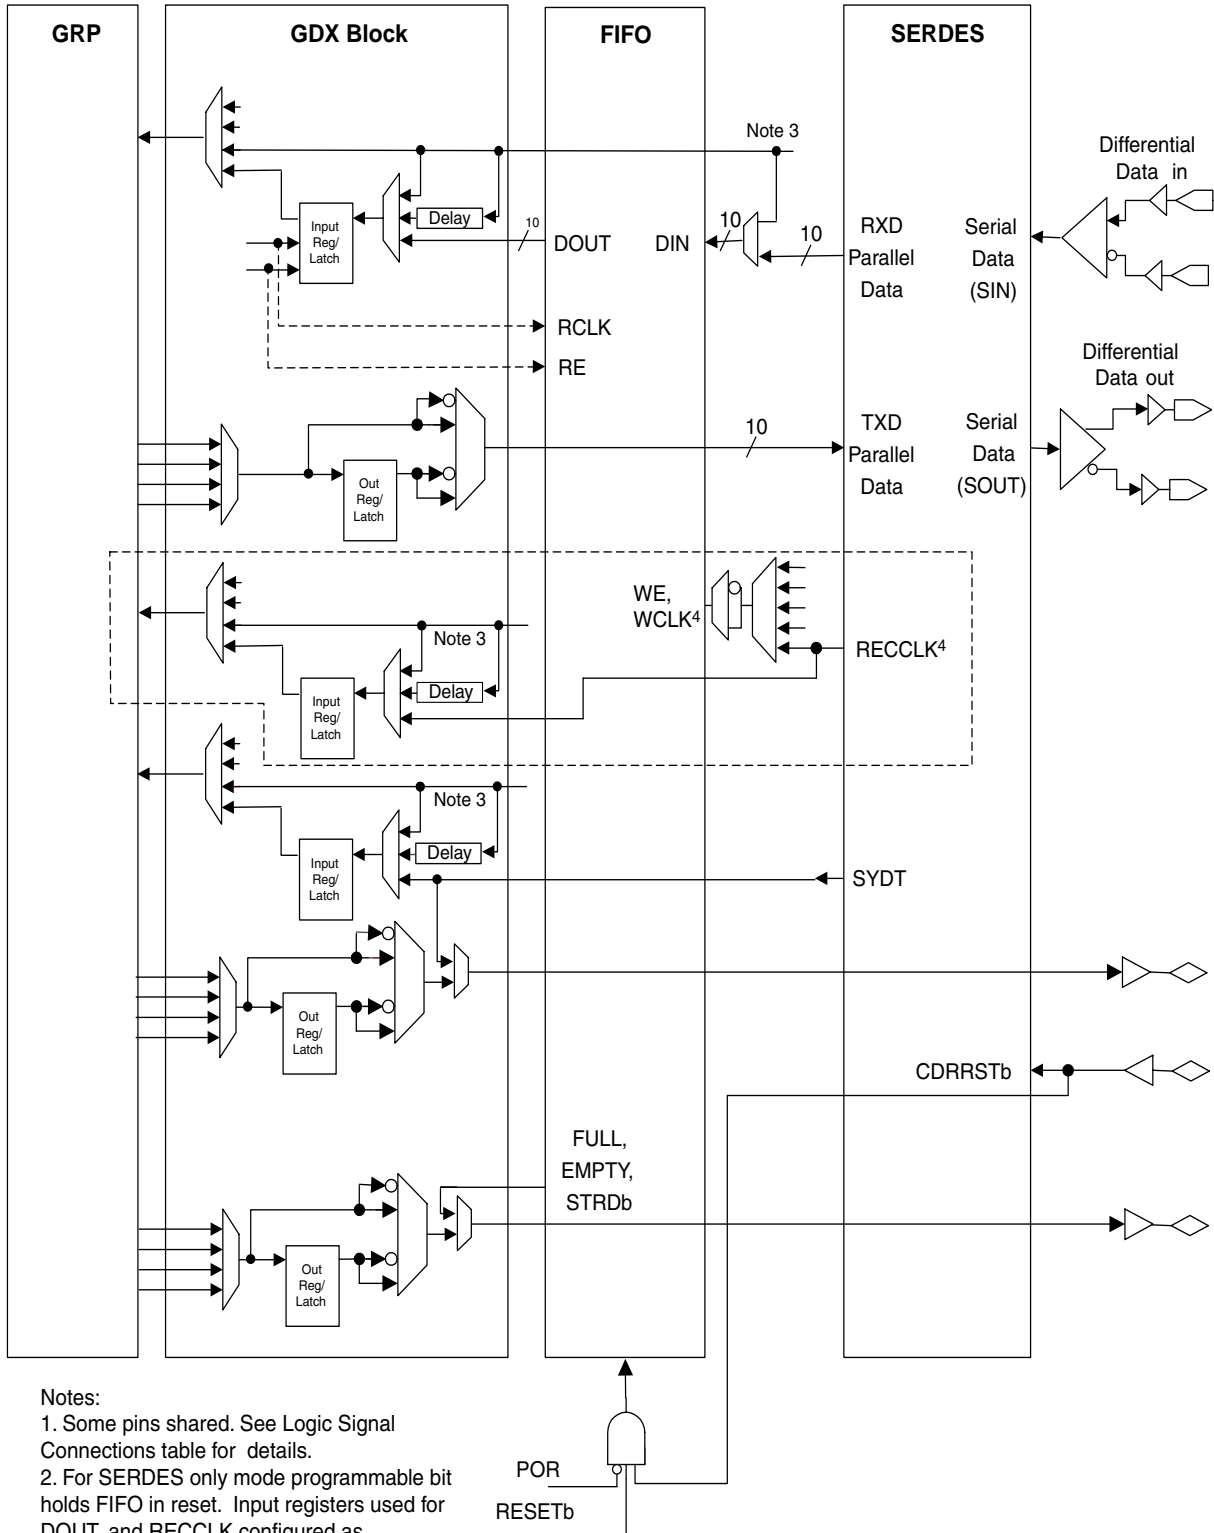 GRP
GDX Block
FIFO
SERDES
Note 3
Differential
Data in
Input
Reg/
Latch
Delay
10
DOUT
DIN
10
10
RXD
Parallel
Data
Serial
Data
(SIN)
RCLK
RE
Differential
Data out
Out
Reg/
Latch
10
TXD
Parallel
Data
Serial
Data
(SOUT)
WE,
WCLK4
RECCLK4
Note 3
Input
Reg/
Latch
Delay
Note 3
Input
Reg/
Latch
Delay
SYDT
Out
Reg/
Latch
CDRRSTb
FULL,
EMPTY,
STRDb
Out
Reg/
Latch
Notes:
1. Some pins shared. See Logic Signal
Connections table for details.
2. For SERDES only mode programmable bit
holds FIFO in reset. Input registers used for
DOUT and RECCLK configured as
POR
RESETb